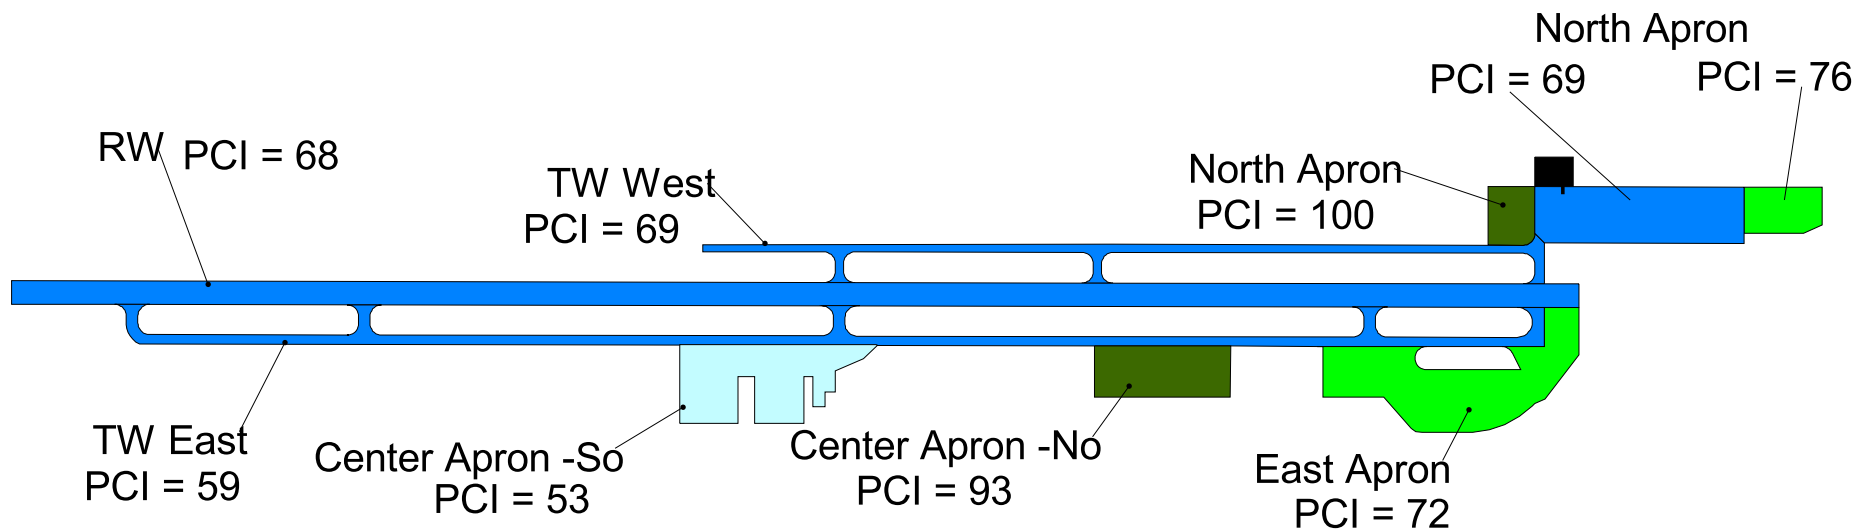 North Apron
PCI = 69
PCI = 76
RW
PCI = 68
TW West
PCI = 69
North Apron
PCI = 100
TW East
PCI = 59
Center Apron -So
PCI = 53
Center Apron -No
PCI = 93
East Apron
PCI = 72